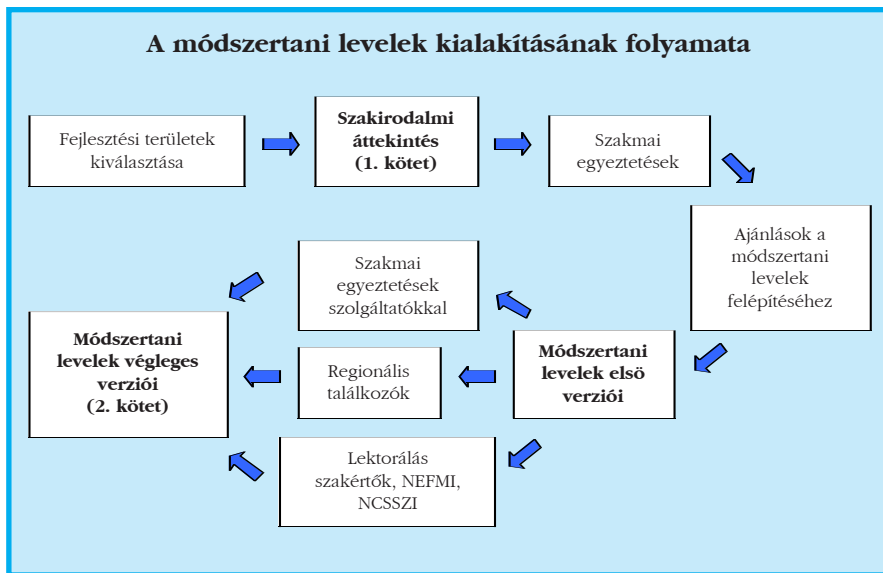 A módszertani levelek kialakításának folyamata
Fejlesztési területek
kiválasztása
Szakirodalmi
áttekintés
(1. kötet)
Szakmai
egyeztetések
Ajánlások a
módszertani
levelek
felépítéséhez
Módszertani
levelek elsö
verziói
Szakmai
egyeztetések
szolgáltatókkal
Regionális
találkozók
Lektorálás
szakértők, NEFMI,
NCSSZI
Módszertani
levelek végleges
verziói
(2. kötet)